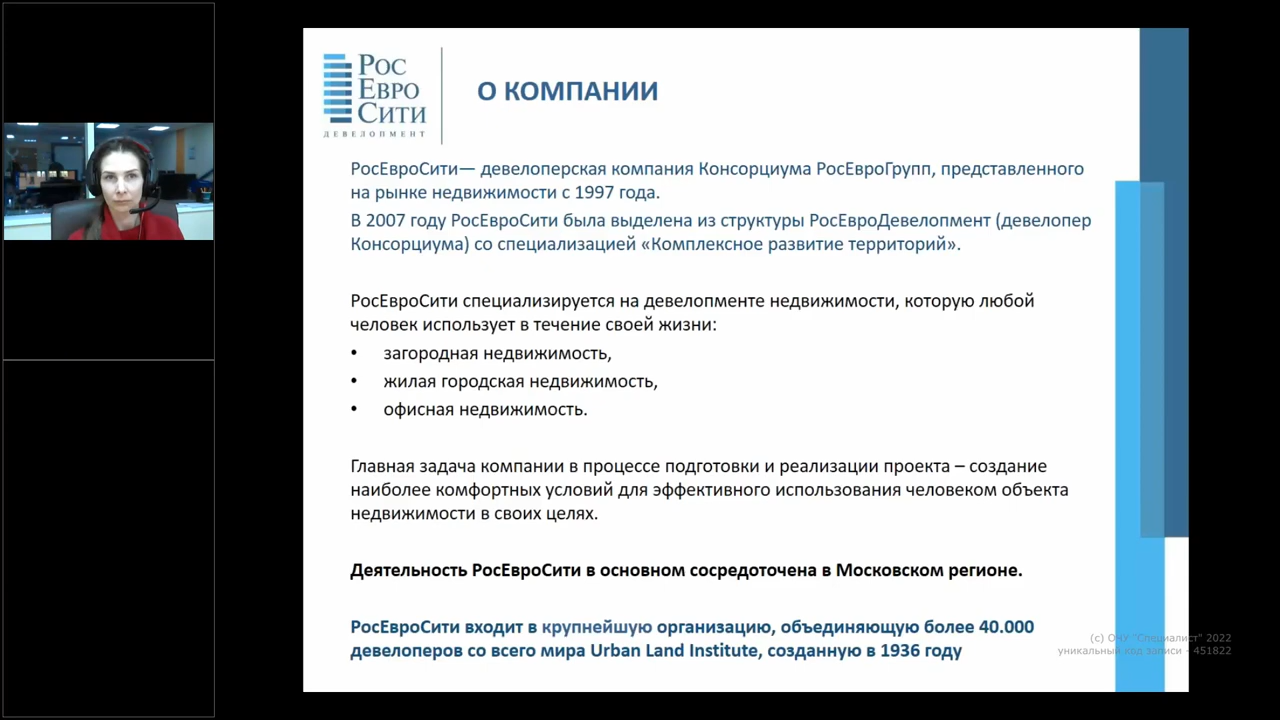 РОС
ЕВРО
СИТИ
ДЕВЕЛОПМЕНТ
О КОМПАНИИ
РосЕвроСити— девелоперская компания Консорциума РосЕвроГрупп, представленного
на рынке недвижимости с 1997 года.
В 2007 году РосЕвроСити была выделена из структуры РосЕвроДевелопмент (девелопер
Консорциума) со специализацией «Комплексное развитие территорий».
РосЕвроСити специализируется на девелопменте недвижимости, которую любой
человек использует в течение своей жизни:
• загородная недвижимость,
• жилая городская недвижимость,
• офисная недвижимость.
Главная задача компании в процессе подготовки и реализации проекта – создание
наиболее комфортных условий для эффективного использования человеком объекта
недвижимости в своих целях.
Деятельность РосЕвроСити в основном сосредоточена в Московском регионе.
РосЕвроСити входит в крупнейшую организацию, объединяющую более 40.000
девелоперов со всего мира Urban Land Institute, созданную в 1936 году
(с) ОЧУ "Специалист" 2022
уникальный код записи - 451822